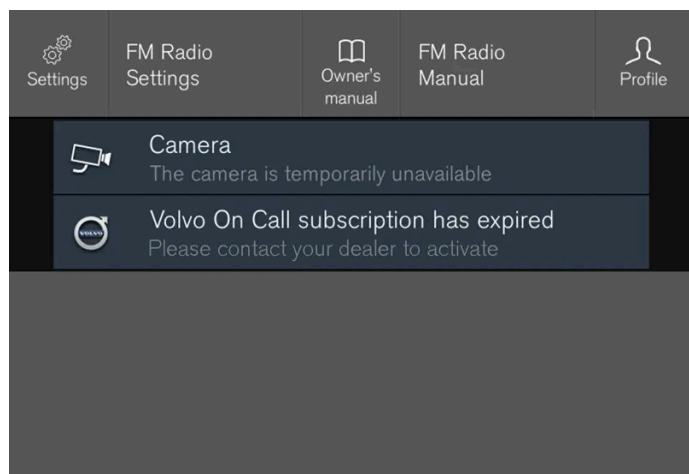 Settings
FM Radio
Settings
Owner's
manual
FM Radio
Manual
Profile
Camera
The camera is temporarily unavailable
VOLVO
Volvo On Call subscription has expired
Please contact your dealer to activate